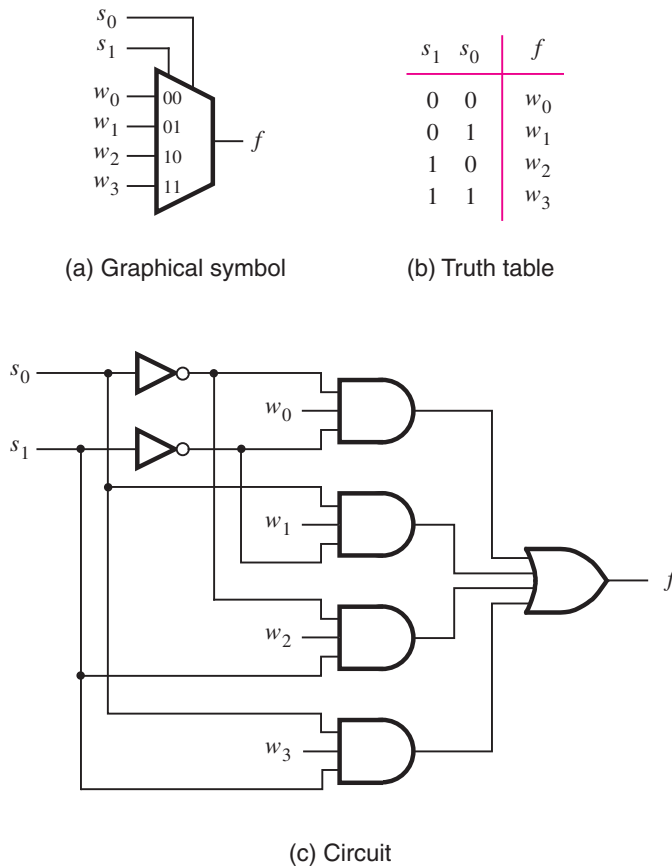 s0
s1
w0
w1
w2
w3
00
01
10
11
f
(a) Graphical symbol
s1 s0 f
0 0 w0
0 1 w1
1 0 w2
1 1 w3
(b) Truth table
s0
s1
w0
w1
w2
w3
f
(c) Circuit